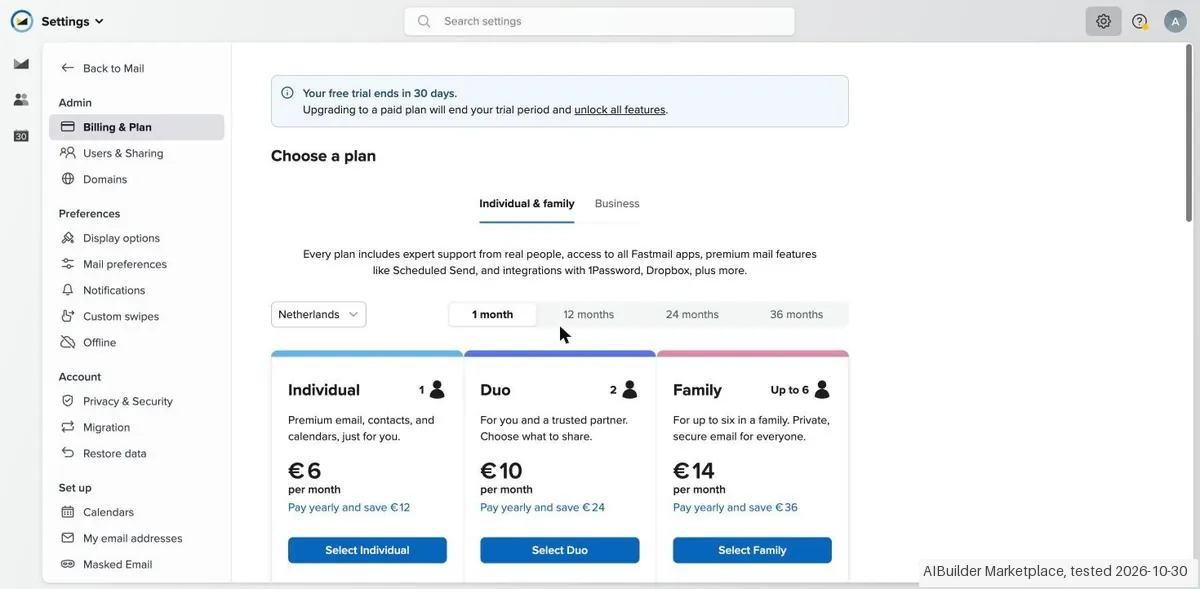 Settings
Search settings
A
Back to Mail
Admin
Billing & Plan
Users & Sharing
Domains
Preferences
Display options
Mail preferences
Notifications
Custom swipes
Offline
Account
Privacy & Security
Migration
Restore data
Set up
Calendars
My email addresses
Masked Email
30
Your free trial ends in 30 days.
Upgrading to a paid plan will end your trial period and unlock all features.
Choose a plan
Individual & family
Business
Every plan includes expert support from real people, access to all Fastmail apps, premium mail features
like Scheduled Send, and integrations with 1Password, Dropbox, plus more.
Netherlands
1 month
12 months
24 months
36 months
Individual
1
Premium email, contacts, and
calendars, just for you.
€6
per month
Pay yearly and save €12
Select Individual
Duo
2
For you and a trusted partner.
Choose what to share.
€10
per month
Pay yearly and save €24
Select Duo
Family
Up to 6
For up to six in a family. Private,
secure email for everyone.
€14
per month
Pay yearly and save €36
Select Family
AIBuilder Marketplace, tested 2026-10-30